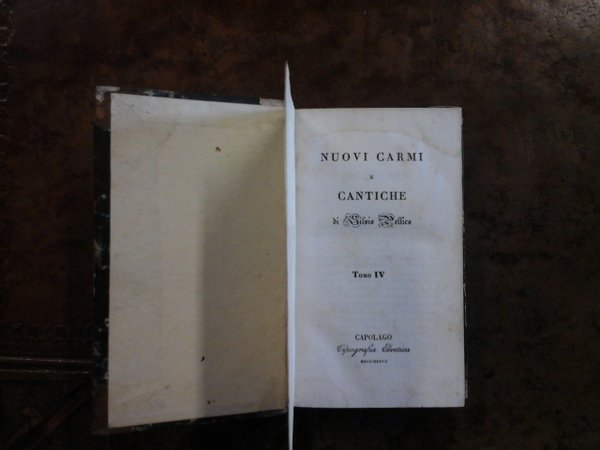 NUOVI CARMI
E
CANTICHE
di Silvio Pellico
Tomo IV
CAPOLAGO
Tipografia Elvetica